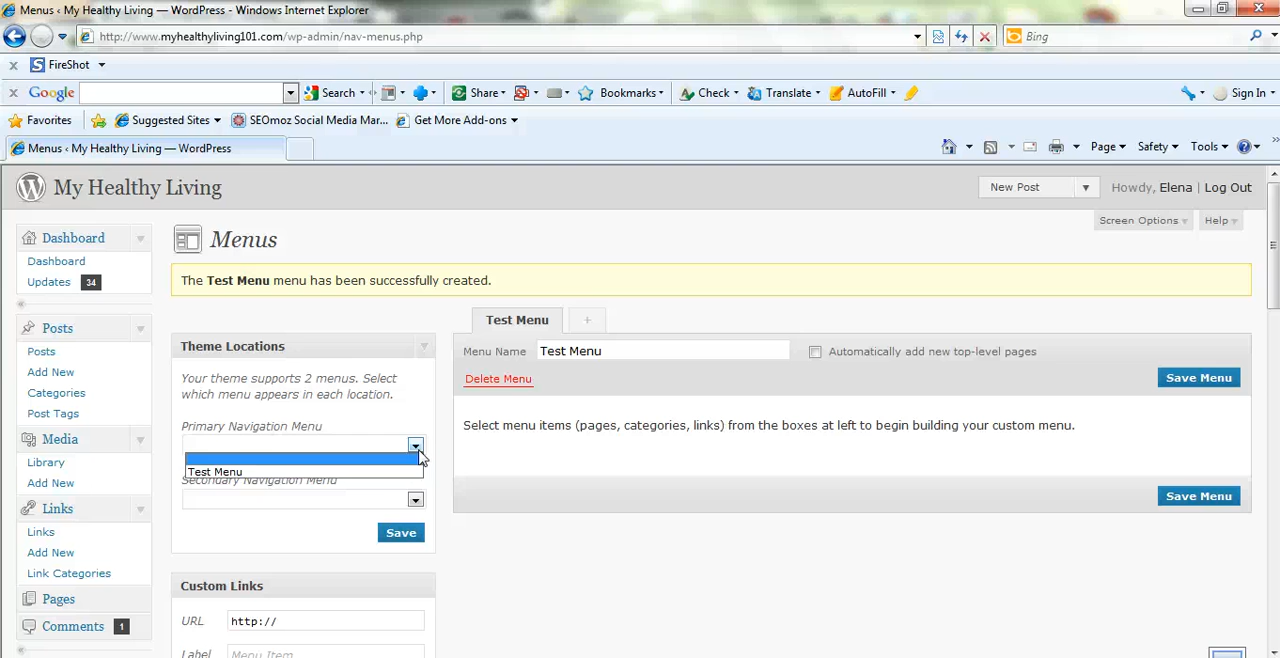 Menus ‹ My Healthy Living — WordPress - Windows Internet Explorer
http://www.myhealthyliving101.com/wp-admin/nav-menus.php
Bing
x FireShot
x Google Search Share Bookmarks Check Translate AutoFill Sign In
Favorites Suggested Sites SEOmoz Social Media Mar... Get More Add-ons
Menus ‹ My Healthy Living — WordPress
Page Safety Tools
My Healthy Living
New Post
Howdy, Elena | Log Out
Screen Options
Help
Dashboard
Dashboard
Updates 34
Posts
Posts
Add New
Categories
Post Tags
Media
Library
Add New
Links
Links
Add New
Link Categories
Pages
Comments 1
Menus
The Test Menu menu has been successfully created.
Theme Locations
Your theme supports 2 menus. Select
which menu appears in each location.
Primary Navigation Menu
Test Menu
Secondary Navigation Menu
Save
Custom Links
URL http://
Label Menu Item
Test Menu
+
Menu Name Test Menu
Automatically add new top-level pages
Delete Menu
Save Menu
Select menu items (pages, categories, links) from the boxes at left to begin building your custom menu.
Save Menu